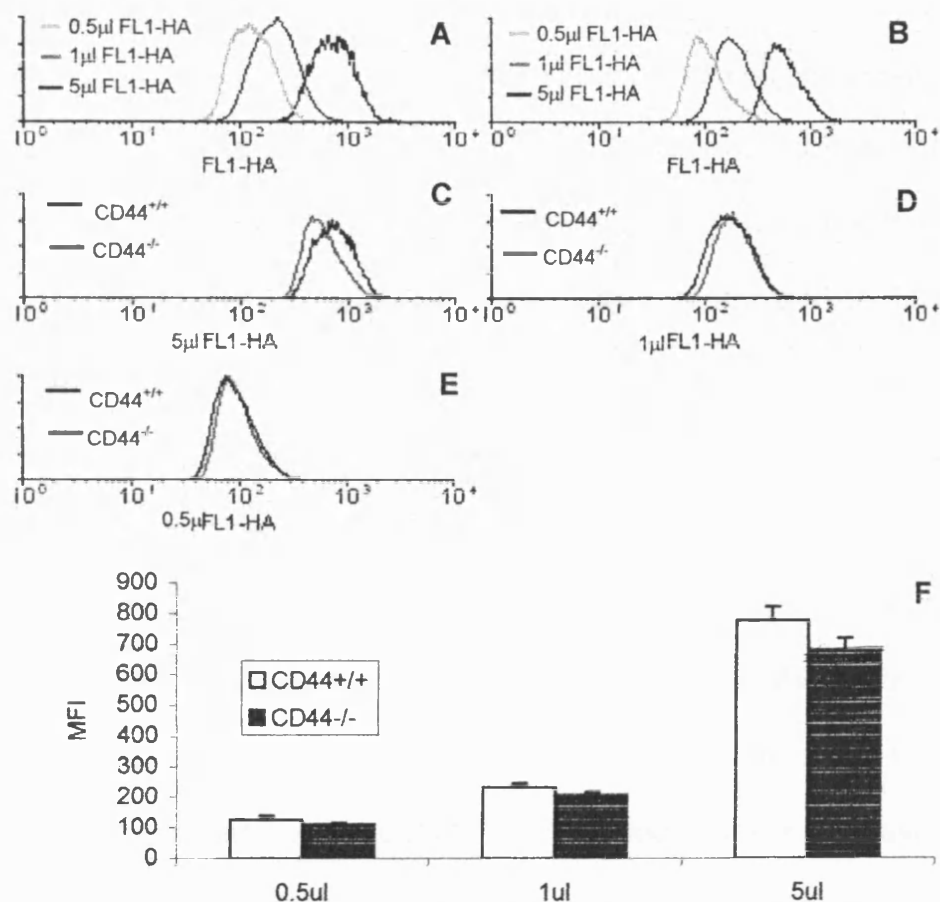 A
0.5µl FL1-HA
1µl FL1-HA
5µl FL1-HA
10⁰ 10¹ 10² 10³ 10⁴
FL1-HA
B
0.5µl FL1-HA
1µl FL1-HA
5µl FL1-HA
10⁰ 10¹ 10² 10³ 10⁴
FL1-HA
C
CD44+/+
CD44-/-
10⁰ 10¹ 10² 10³ 10⁴
5µl FL1-HA
D
CD44+/+
CD44-/-
10⁰ 10¹ 10² 10³ 10⁴
1µlFL1-HA
E
CD44+/+
CD44-/-
10⁰ 10¹ 10² 10³ 10⁴
0.5µFL1-HA
F
900
800
700
600
500
400
300
200
100
0
MFI
CD44+/+
CD44-/-
0.5ul 1ul 5ul